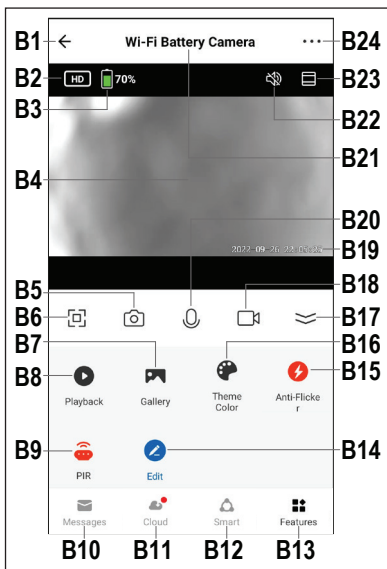 B1
Wi-Fi Battery Camera
B24
B2
HD
70%
B23
B3
B22
B21
B4
B20
B19
B18
B5
B6
B17
B7
B16
B8
B15
Playback
Gallery
Theme
Color
Anti-Flicke
r
B9
B14
PIR
Edit
Messages
Cloud
Smart
Features
B10
B11
B12
B13